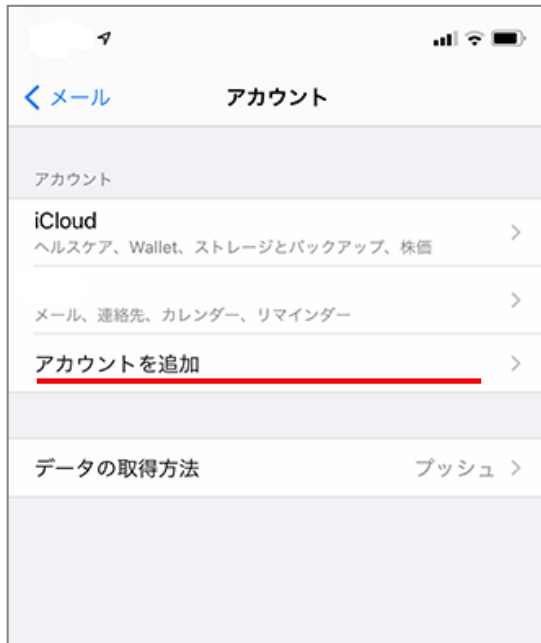 メール
アカウント
アカウント
iCloud
ヘルスケア、Wallet、ストレージとバックアップ、株価
メール、連絡先、カレンダー、リマインダー
アカウントを追加
データの取得方法 プッシュ